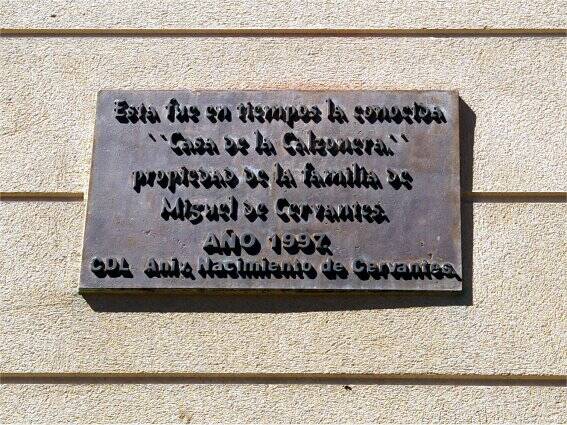 Esta fue en tiempos la conocida
``Casa de la Calzonera´´
propiedad de la familia de
Miguel de Cervantes.
AÑO 1997.
CDL Aniv. Nacimiento de Cervantes.